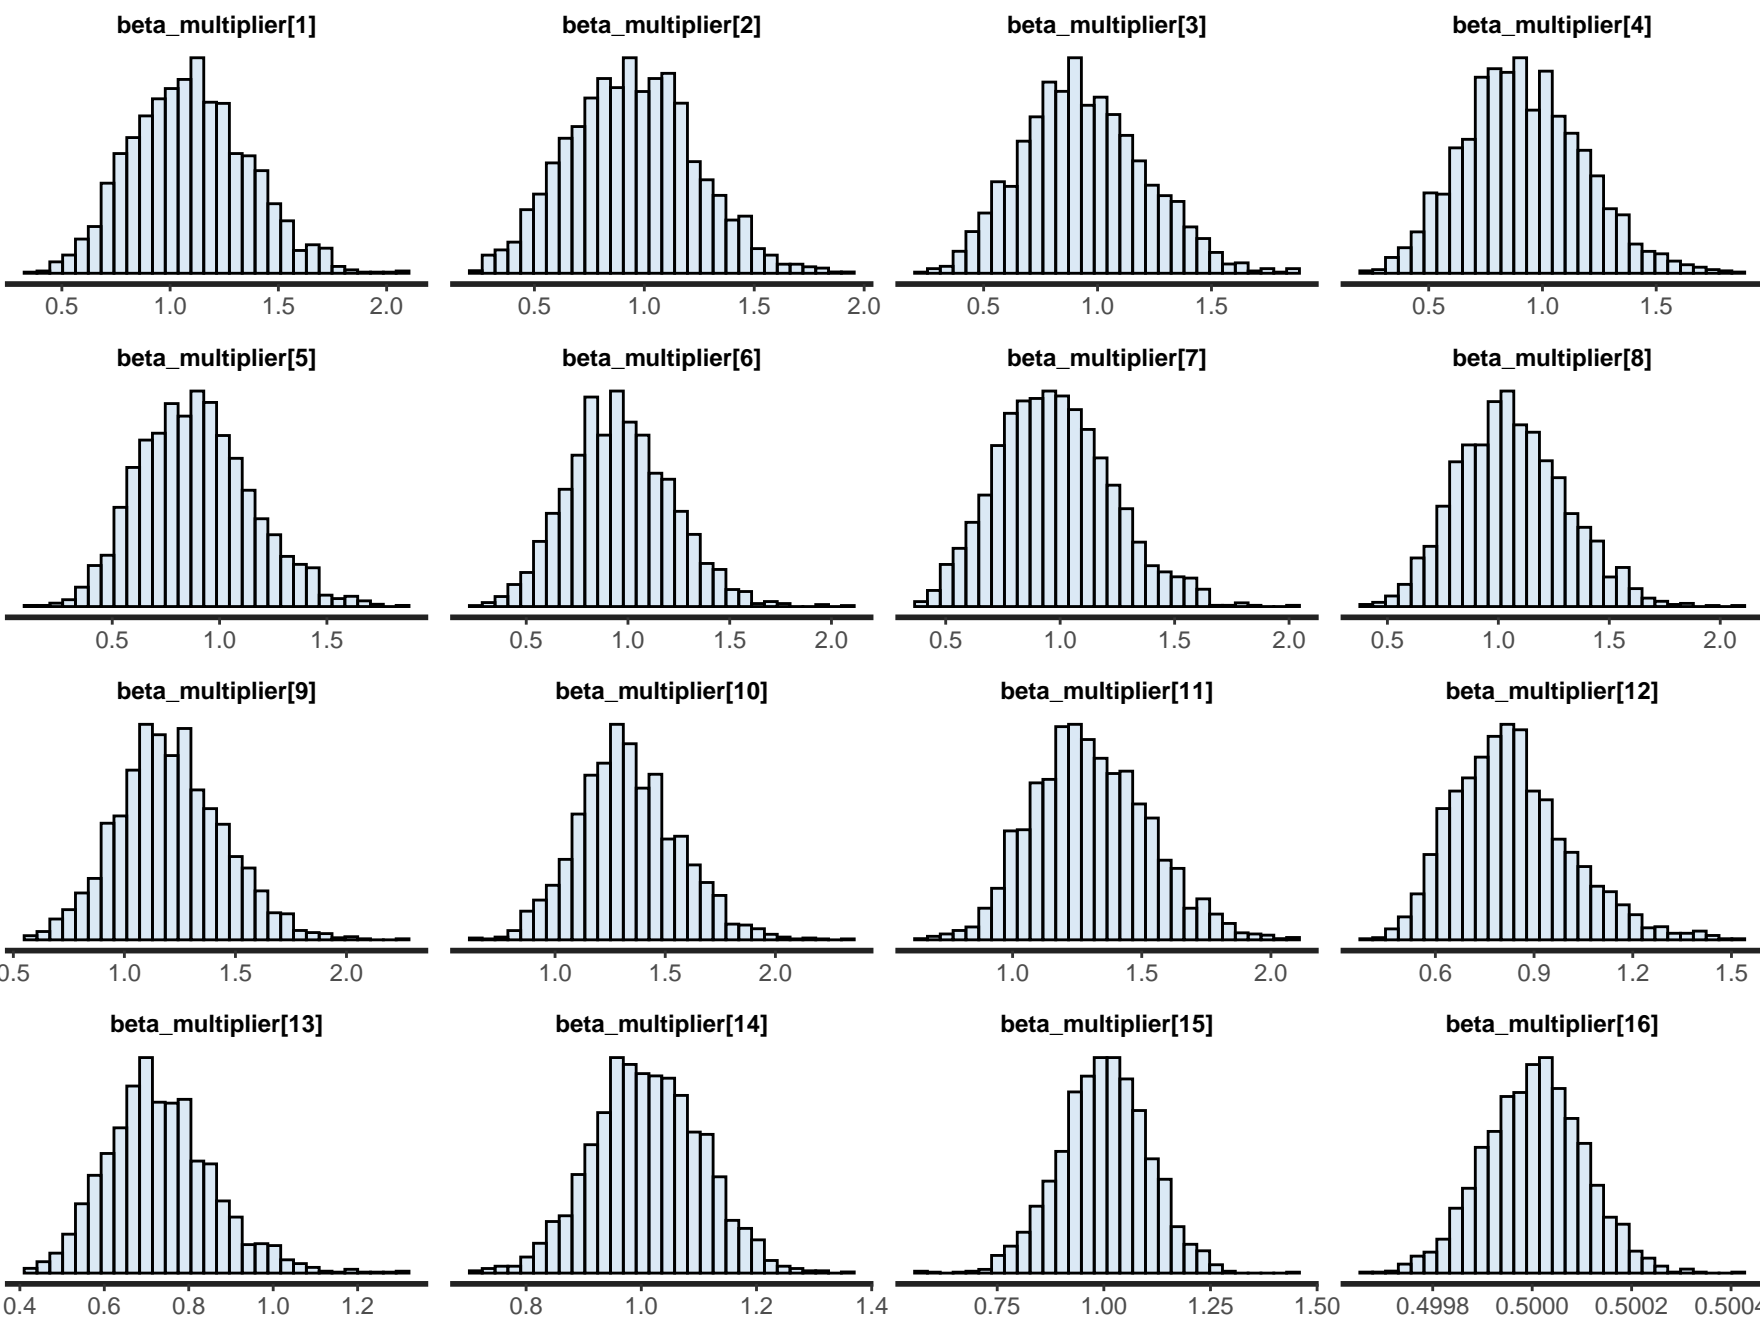 beta_multiplier[1] beta_multiplier[2] beta_multiplier[3] beta_multiplier[4]
0.5 1.0 1.5 2.0 0.5 1.0 1.5 2.0 0.5 1.0 1.5 0.5 1.0 1.5
beta_multiplier[5] beta_multiplier[6] beta_multiplier[7] beta_multiplier[8]
0.5 1.0 1.5 0.5 1.0 1.5 2.0 0.5 1.0 1.5 2.0 0.5 1.0 1.5 2.0
beta_multiplier[9] beta_multiplier[10] beta_multiplier[11] beta_multiplier[12]
0.5 1.0 1.5 2.0 1.0 1.5 2.0 1.0 1.5 2.0 0.6 0.9 1.2 1.5
beta_multiplier[13] beta_multiplier[14] beta_multiplier[15] beta_multiplier[16]
0.4 0.6 0.8 1.0 1.2 0.8 1.0 1.2 1.4 0.75 1.00 1.25 1.50 0.4998 0.5000 0.5002 0.5004